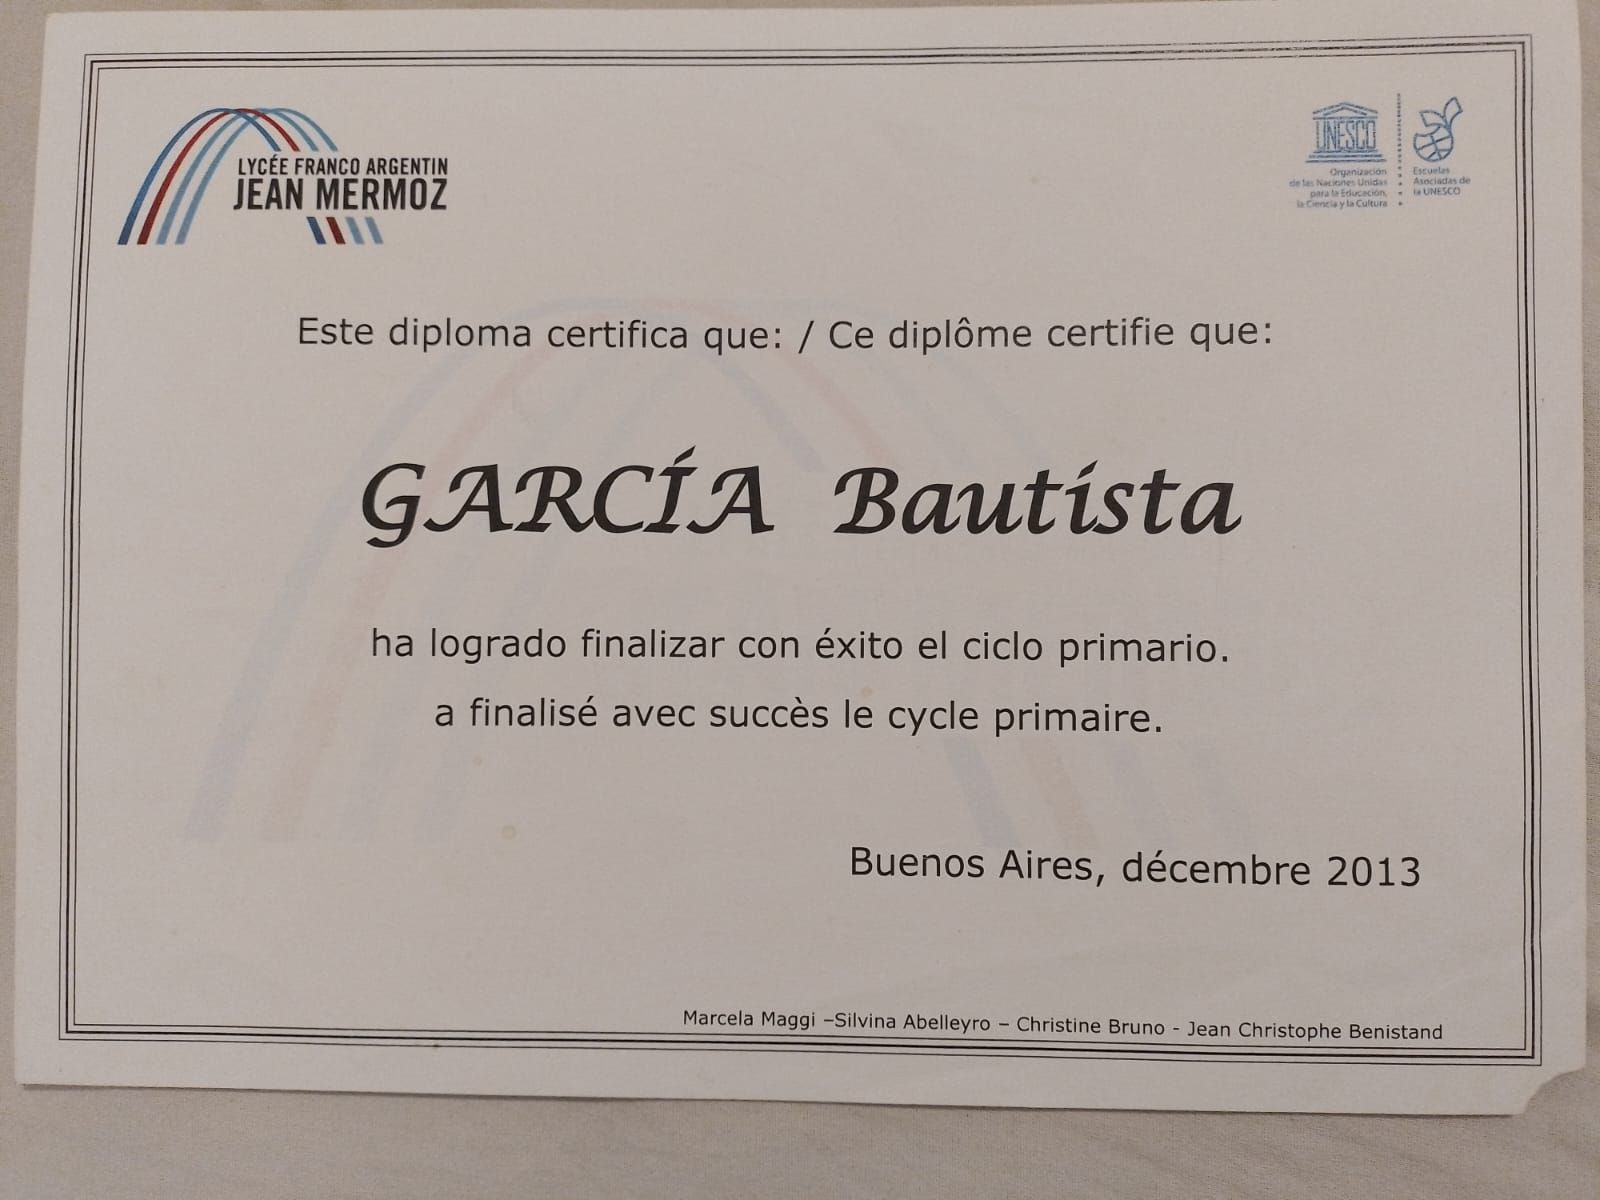 LYCÉE FRANCO ARGENTIN
JEAN MERMOZ
UNESCO
Organización
de las Naciones Unidas
para la Educación,
la Ciencia y la Cultura
Escuelas
Asociadas de
la UNESCO
Este diploma certifica que: / Ce diplôme certifie que:
GARCÍA Bautista
ha logrado finalizar con éxito el ciclo primario.
a finalisé avec succès le cycle primaire.
Buenos Aires, décembre 2013
Marcela Maggi –Silvina Abelleyro – Christine Bruno - Jean Christophe Benistand